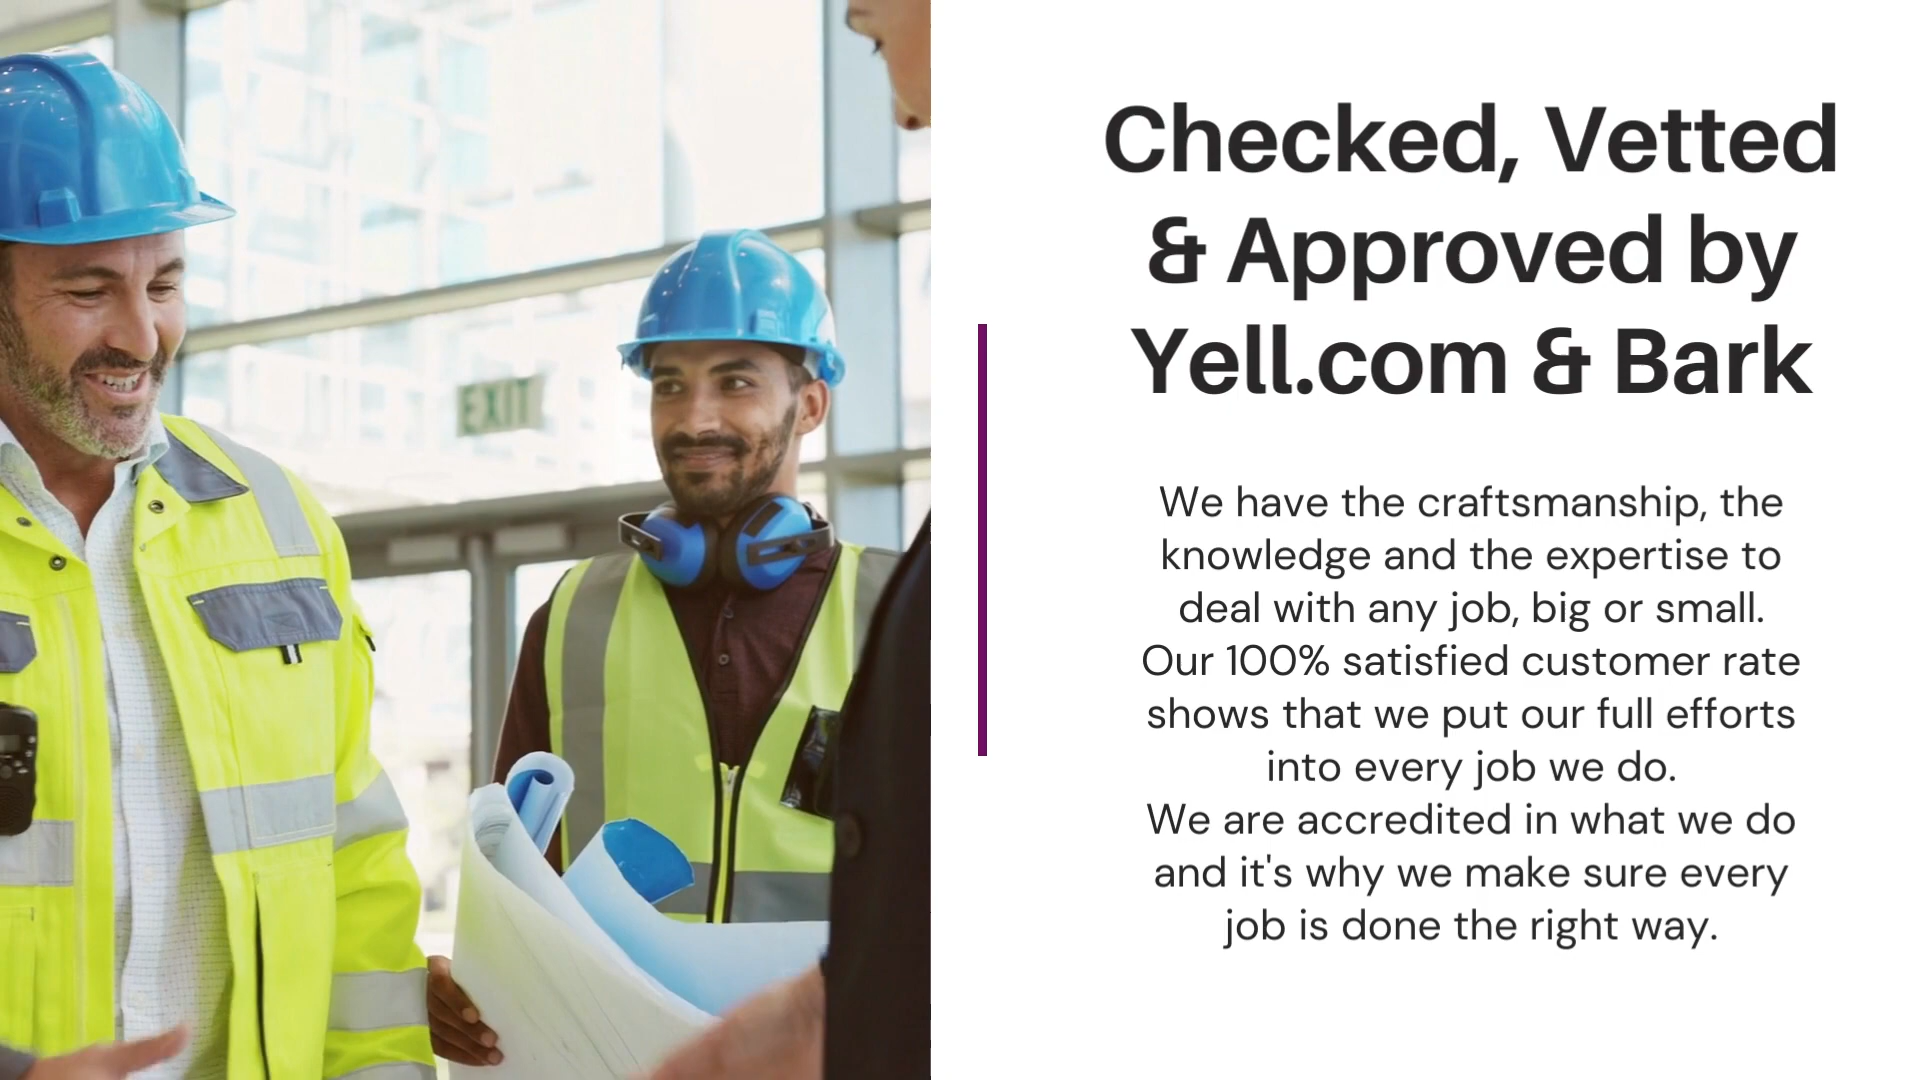 EXIT
Checked, Vetted
& Approved by
Yell.com & Bark
We have the craftsmanship, the
knowledge and the expertise to
deal with any job, big or small.
Our 100% satisfied customer rate
shows that we put our full efforts
into every job we do.
We are accredited in what we do
and it's why we make sure every
job is done the right way.